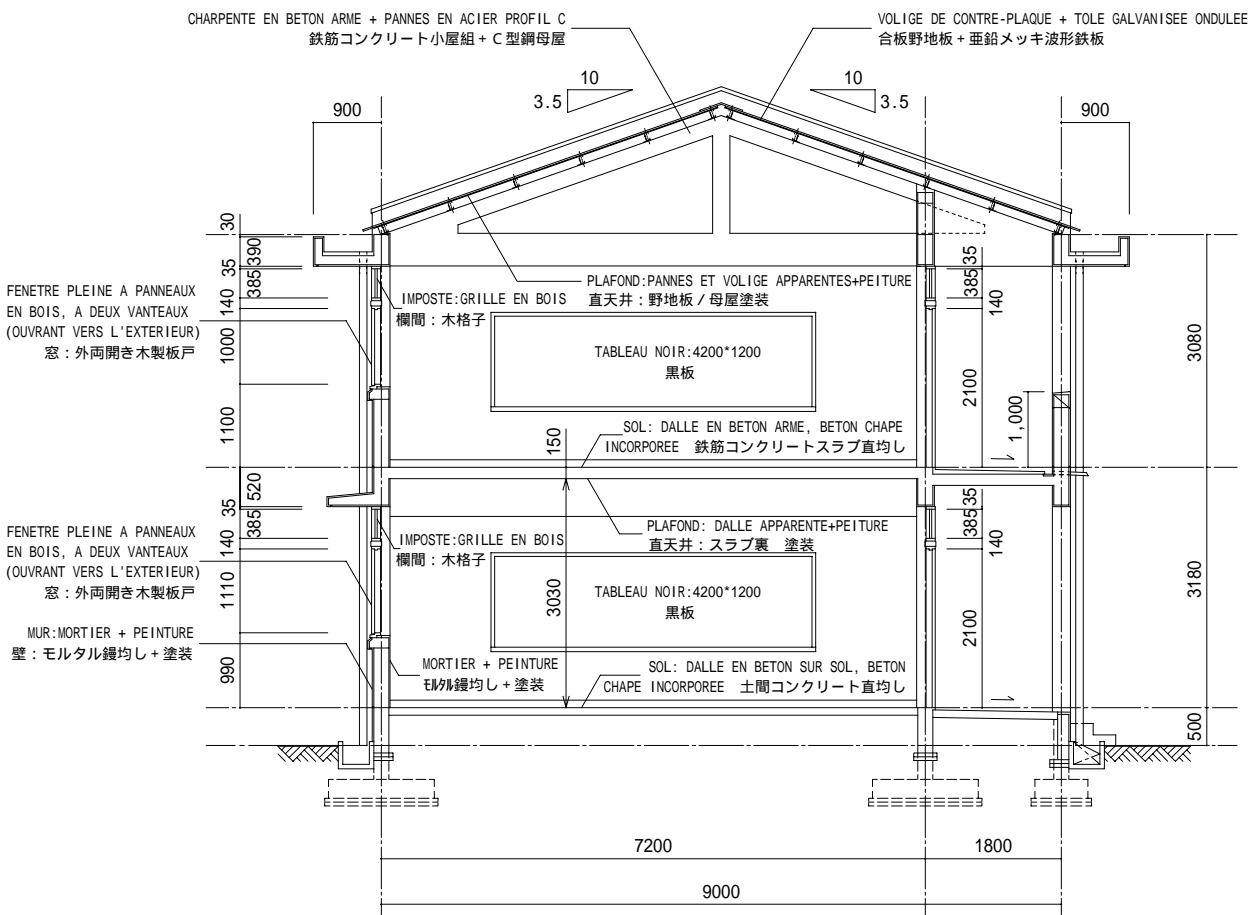 CHARPENTE EN BETON ARME + PANNES EN ACIER PROFIL C
鉄筋コンクリート小屋組+C型鋼母屋
VOLIGE DE CONTRE-PLAQUE + TOLE GALVANISEE ONDULEE
合板野地板+亜鉛メッキ波形鉄板
10
3.5
10
3.5
900
900
30
390
35
385
140
1000
1100
520
35
385
140
1110
990
FENETRE PLEINE A PANNEAUX
EN BOIS, A DEUX VANTEAUX
(OUVRANT VERS L'EXTERIEUR)
窓:外両開き木製板戸
IMPOSTE:GRILLE EN BOIS
欄間:木格子
PLAFOND:PANNES ET VOLIGE APPARENTES+PEITURE
直天井:野地板/母屋塗装
TABLEAU NOIR:4200*1200
黒板
SOL: DALLE EN BETON ARME, BETON CHAPE
INCORPOREE 鉄筋コンクリートスラブ直均し
150
35
385
140
2100
1,000
3080
FENETRE PLEINE A PANNEAUX
EN BOIS, A DEUX VANTEAUX
(OUVRANT VERS L'EXTERIEUR)
窓:外両開き木製板戸
IMPOSTE:GRILLE EN BOIS
欄間:木格子
PLAFOND: DALLE APPARENTE+PEITURE
直天井:スラブ裏 塗装
3030
TABLEAU NOIR:4200*1200
黒板
35
385
140
2100
3180
MUR:MORTIER + PEINTURE
壁:モルタル鏝均し+塗装
MORTIER + PEINTURE
モルタル鏝均し+塗装
SOL: DALLE EN BETON SUR SOL, BETON
CHAPE INCORPOREE 土間コンクリート直均し
500
7200
1800
9000